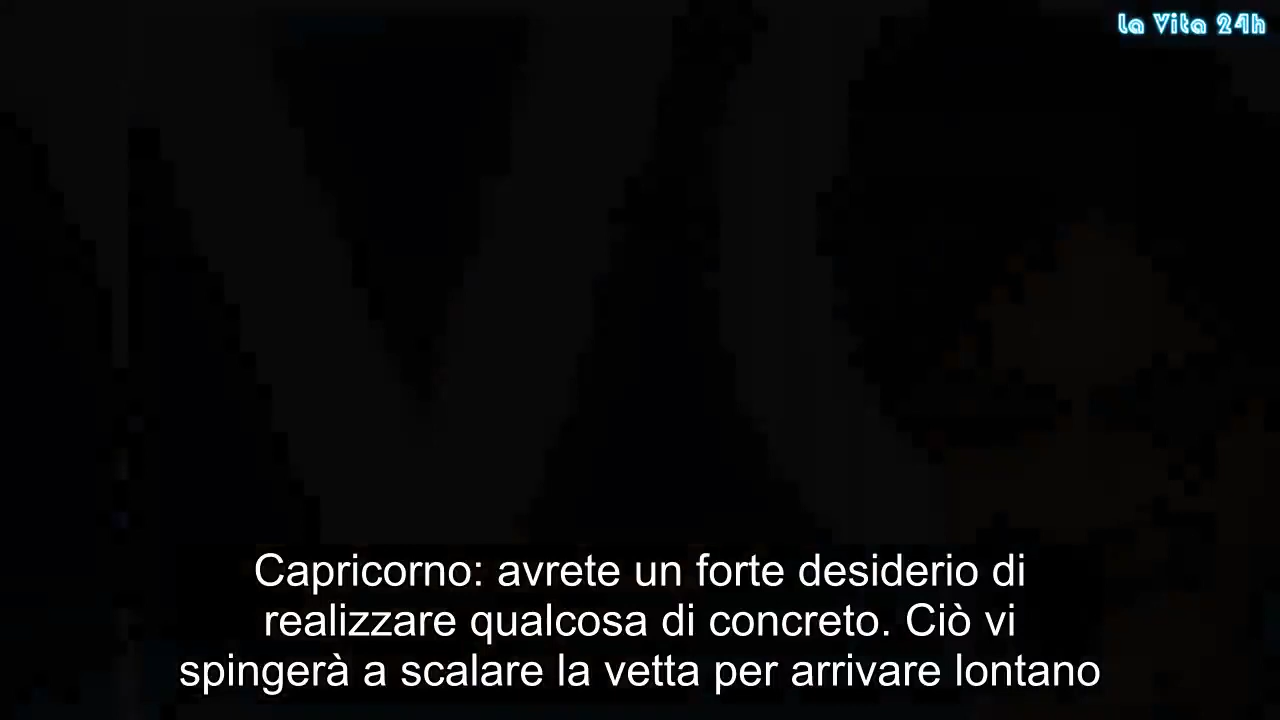 La Vita 24h
Capricorno: avrete un forte desiderio di
realizzare qualcosa di concreto. Ciò vi
spingerà a scalare la vetta per arrivare lontano